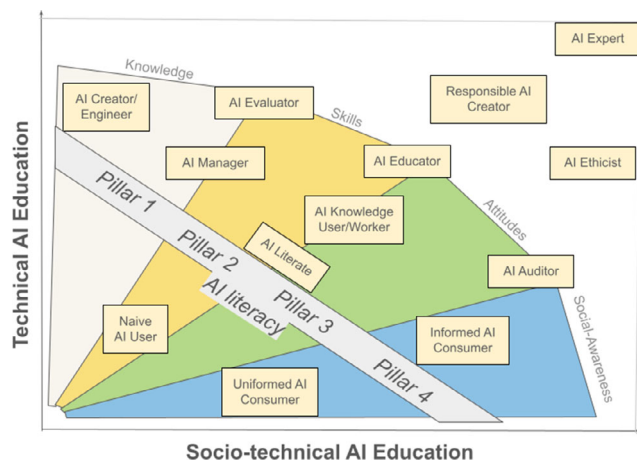 AI Expert
Knowledge
AI Creator/
Engineer
AI Evaluator
Responsible AI
Creator
Skills
AI Manager
AI Educator
AI Ethicist
Pillar 1
AI Knowledge
User/Worker
Attitudes
Pillar 2
AI Literate
AI Auditor
AI literacy
Pillar 3
Naive
AI User
Informed AI
Consumer
Social-Awareness
Pillar 4
Uniformed AI
Consumer
Technical AI Education
Socio-technical AI Education